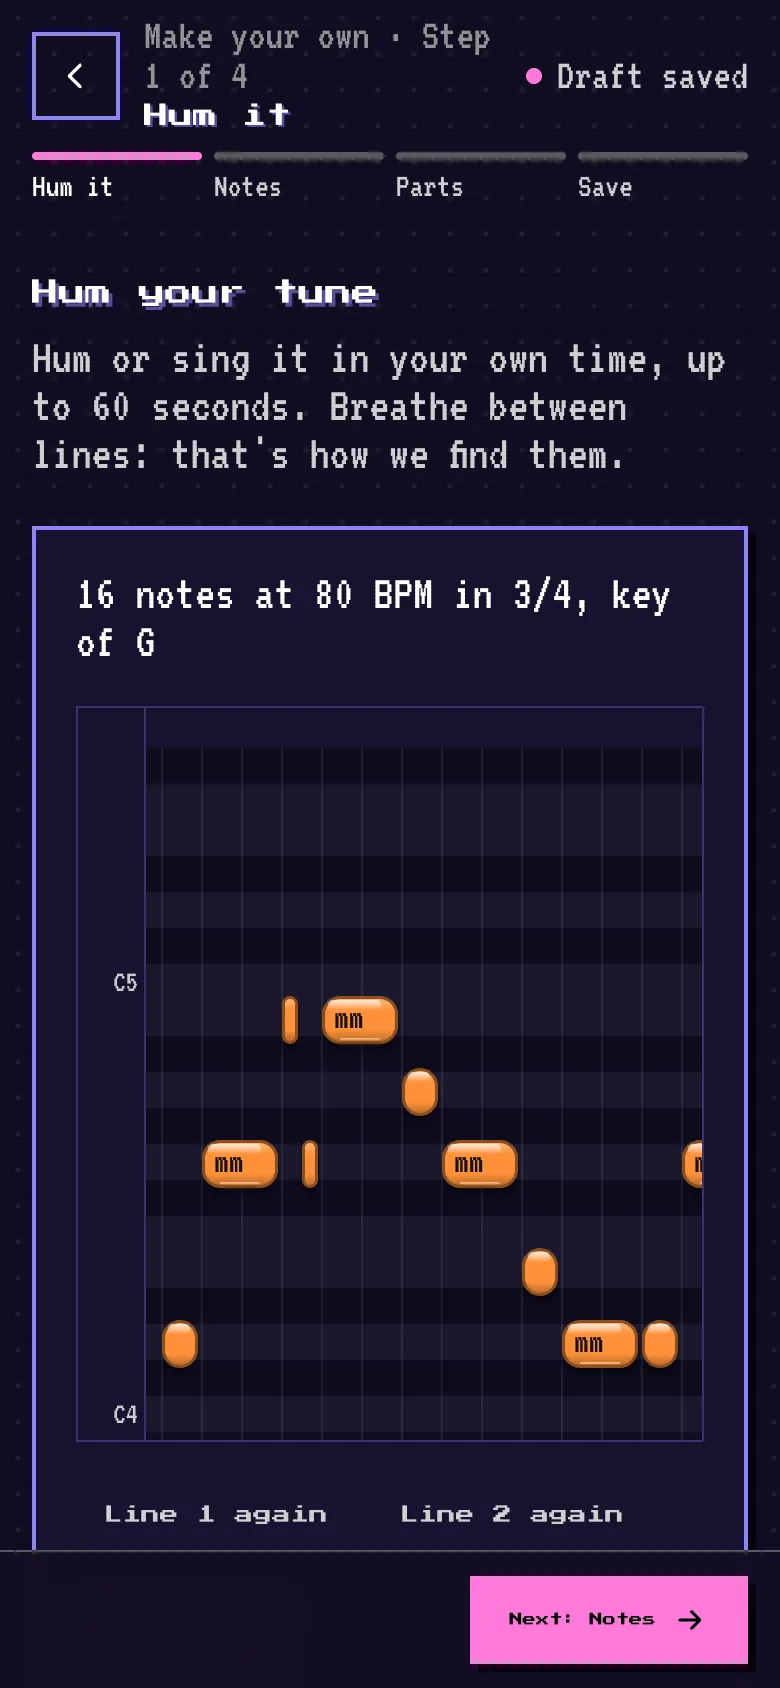 Make your own · Step
1 of 4
Hum it
Draft saved
Hum it
Notes
Parts
Save
Hum your tune
Hum or sing it in your own time, up
to 60 seconds. Breathe between
lines: that's how we find them.
16 notes at 80 BPM in 3/4, key
of G
C5
mm
mm
mm
mm
C4
Line 1 again
Line 2 again
Next: Notes